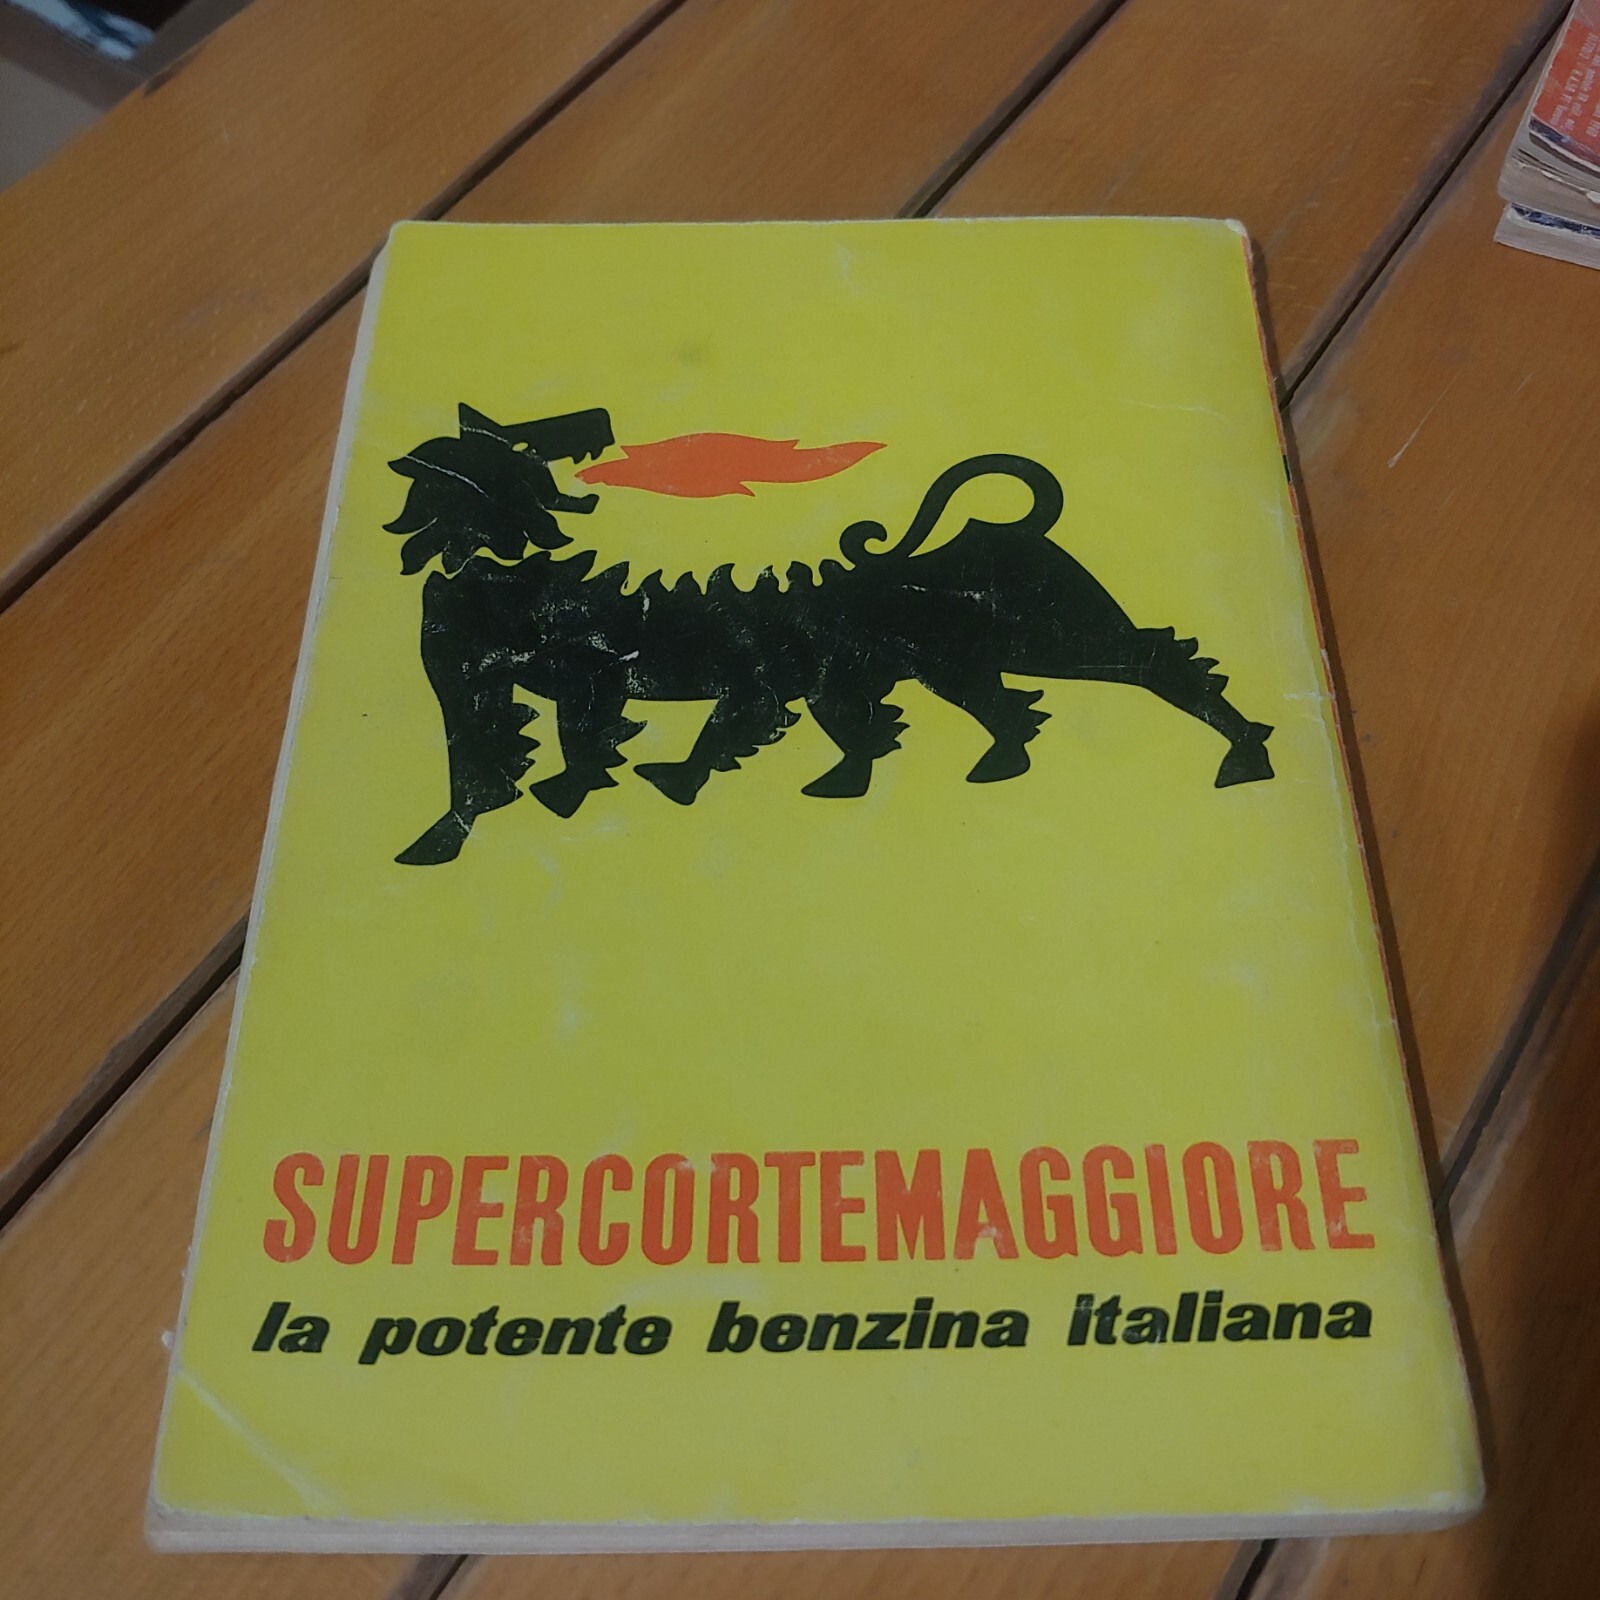 SUPERCORTEMAGGIORE
la potente benzina italiana